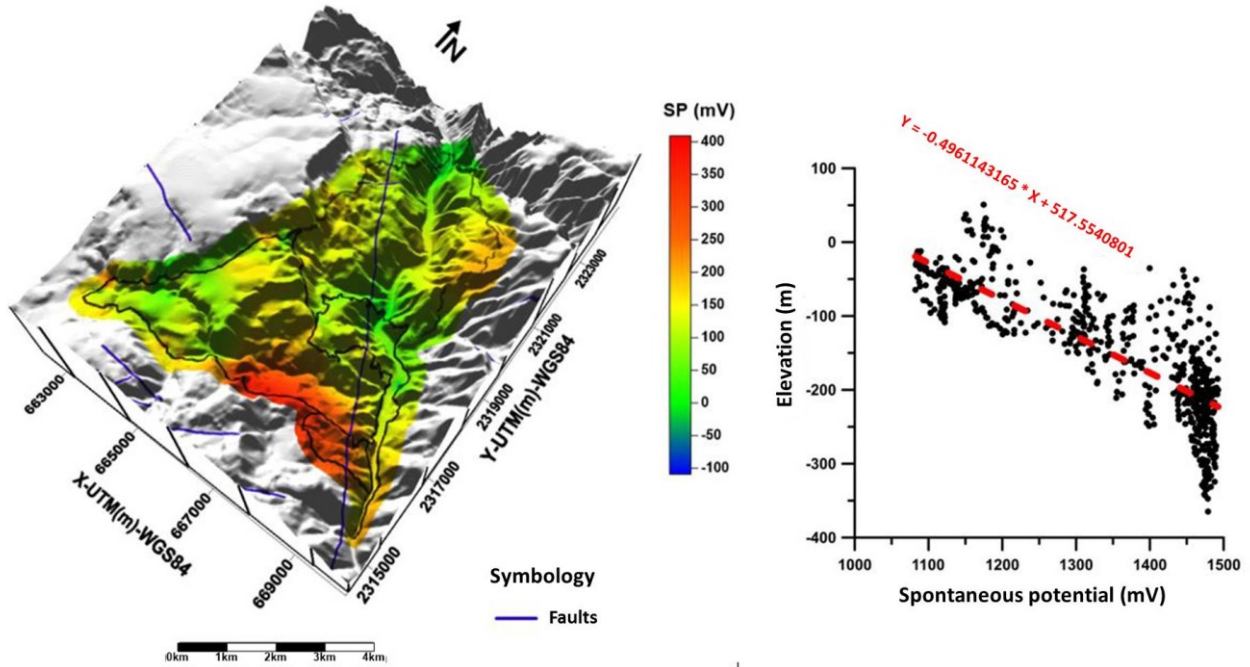 IN
SP (mV)
400
350
300
250
200
150
100
50
0
-50
-100
663000
665000
667000
669000
X-UTM(m)-WGS84
2315000
2317000
2319000
2321000
2323000
Y-UTM(m)-WGS84
Symbology
Faults
0km 1km 2km 3km 4km
Y = -0.4961143165 * X + 517.5540801
100
0
-100
-200
-300
-400
Elevation (m)
1000 1100 1200 1300 1400 1500
Spontaneous potential (mV)